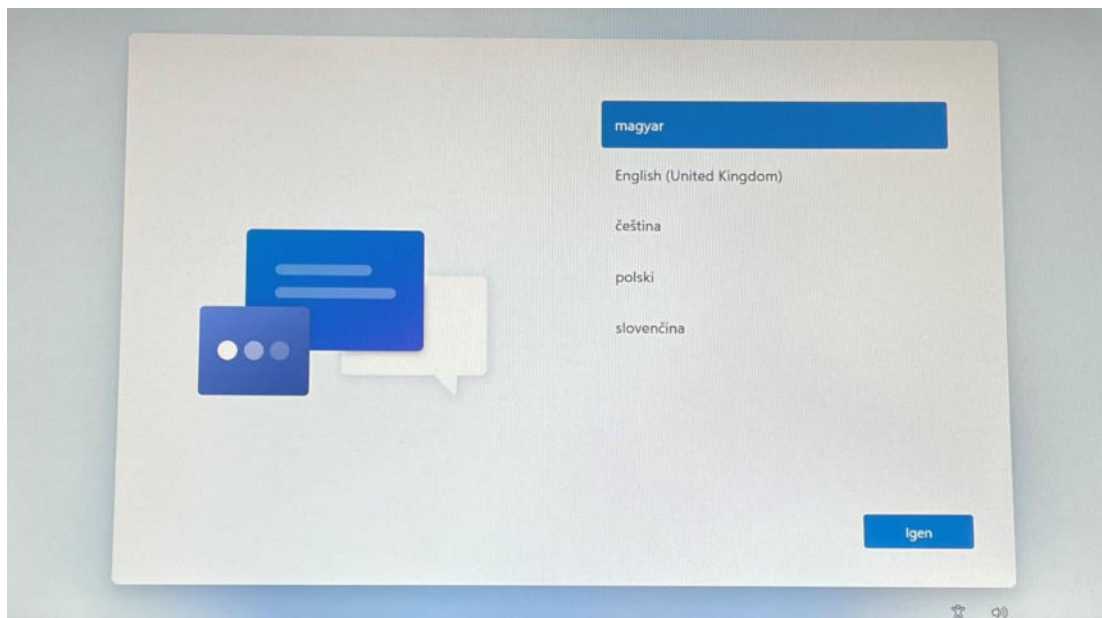 magyar
English (United Kingdom)
čeština
polski
slovenčina
Igen